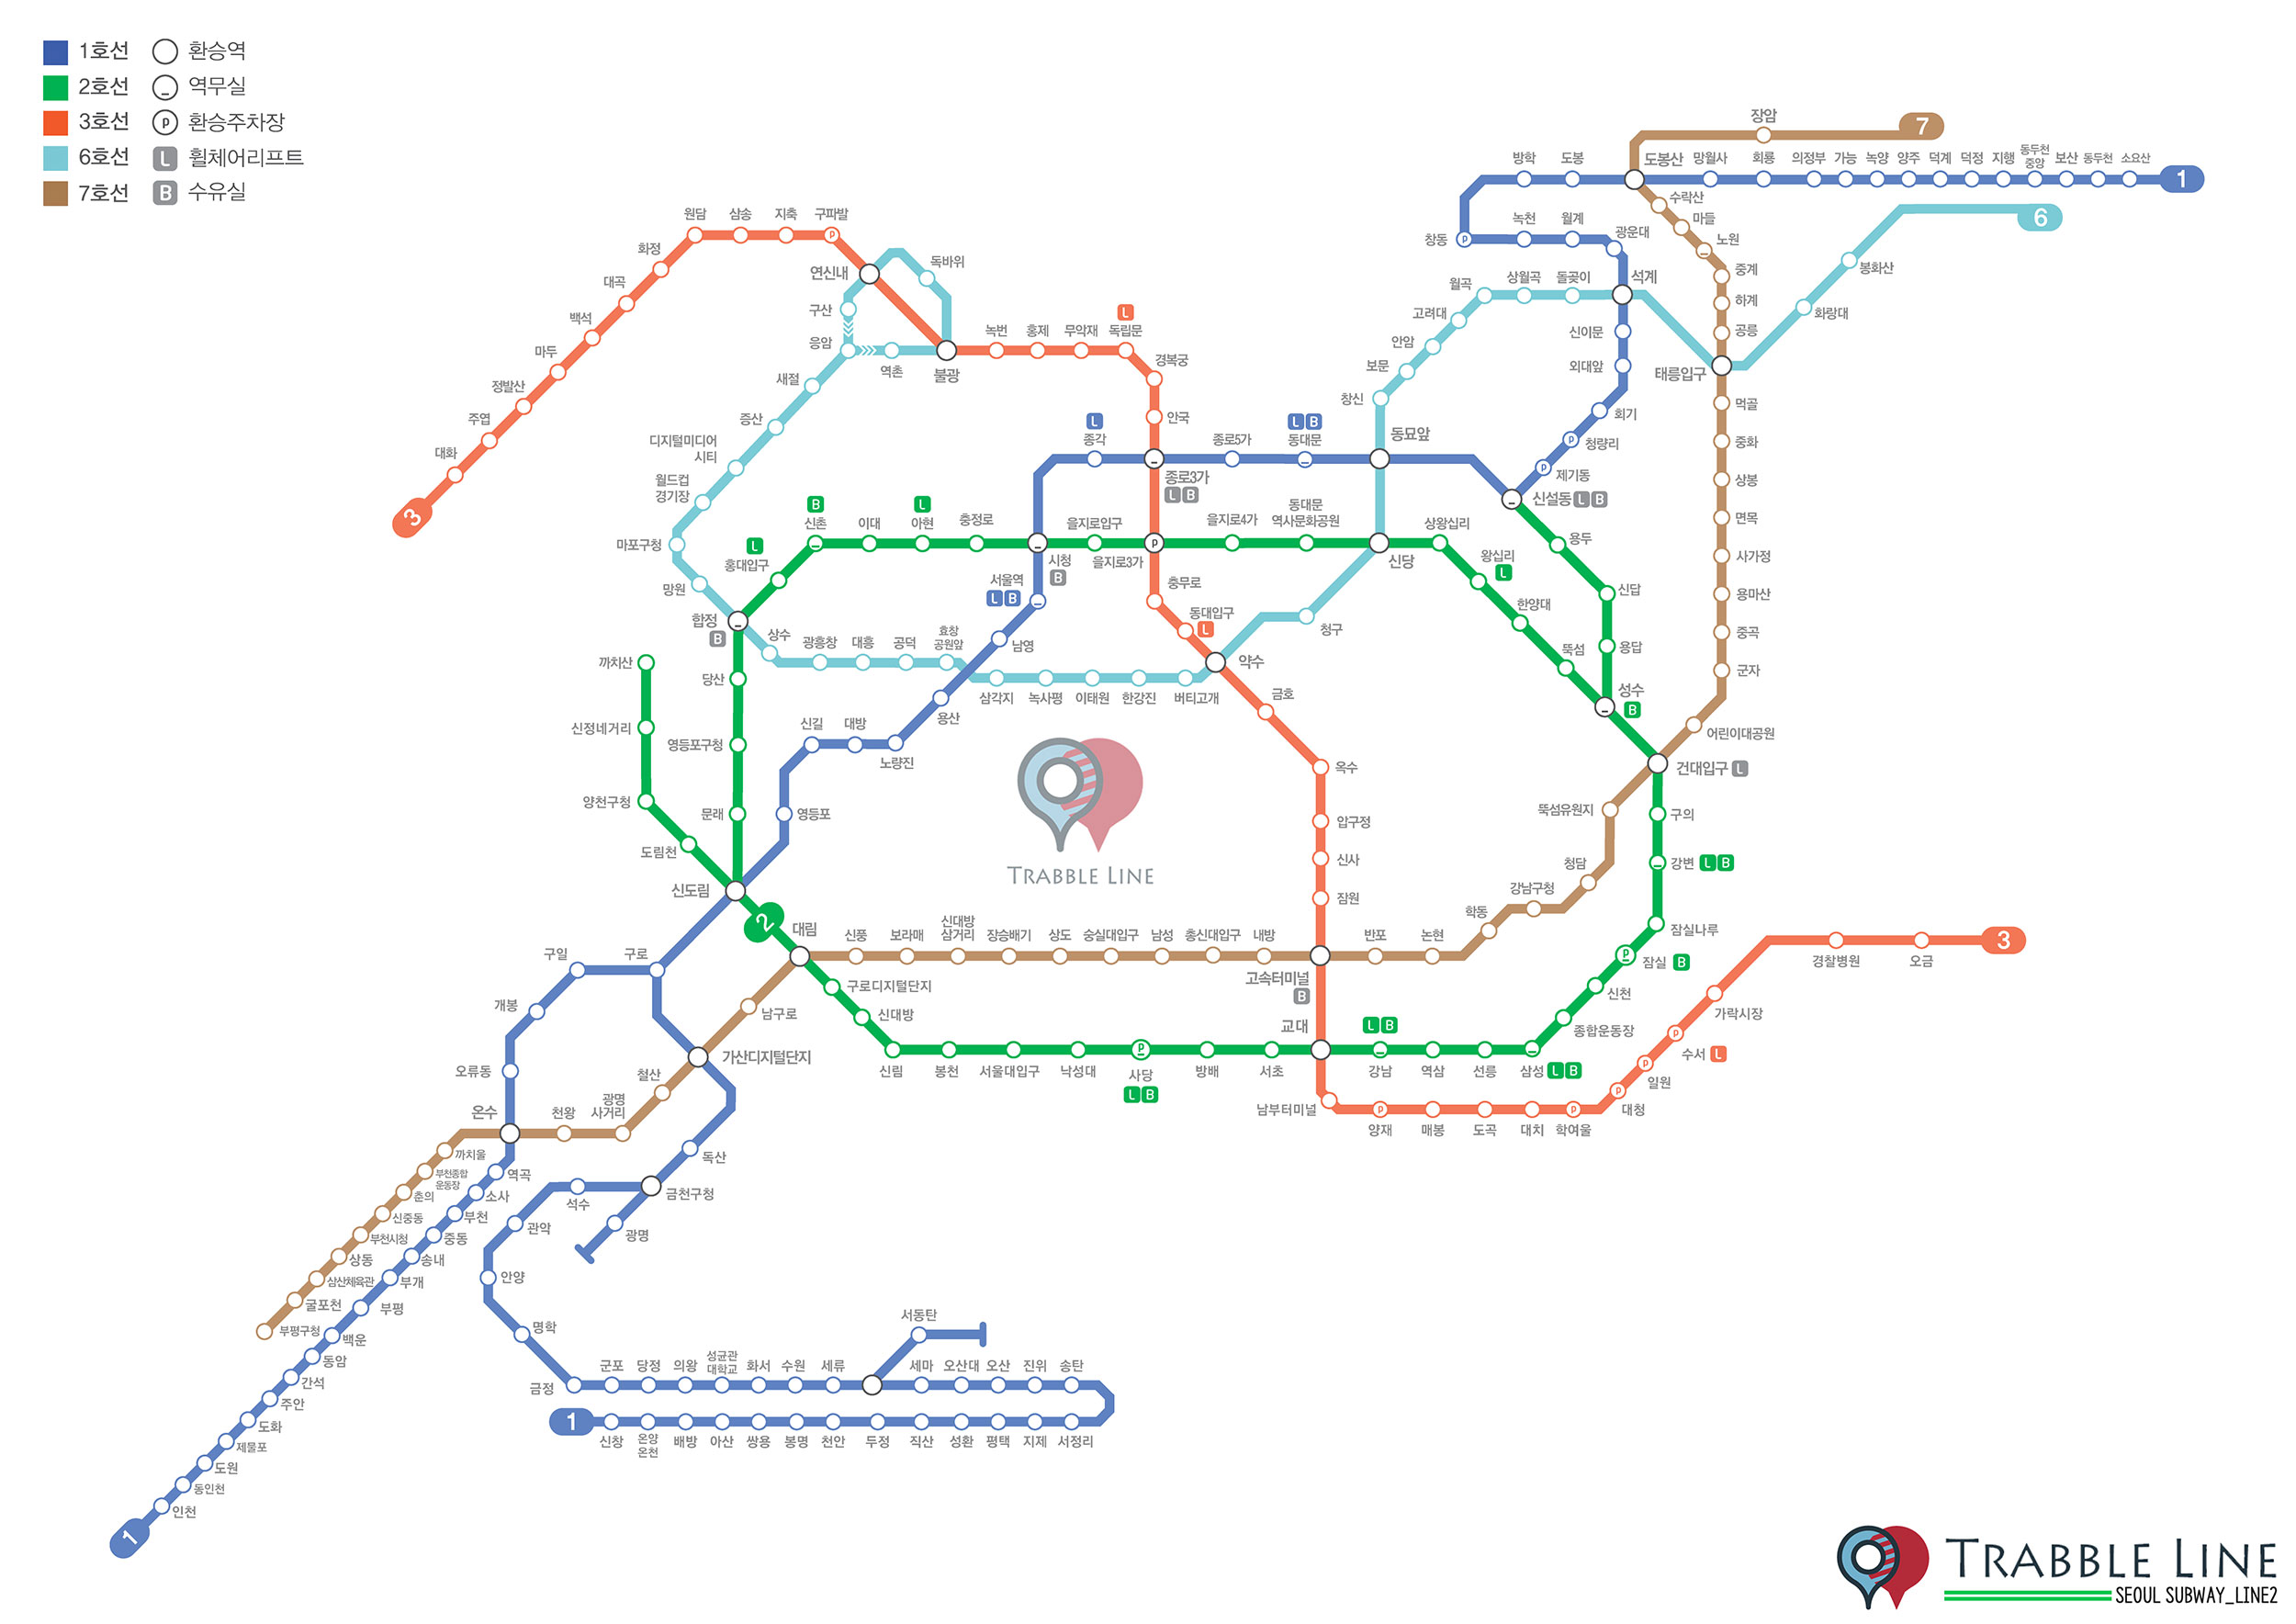 1호선 환승역
2호선 역무실
3호선 P 환승주차장
6호선 L 휠체어리프트
7호선 B 수유실
장암 7
방학 도봉 도봉산 망월사 회룡 의정부 가능 녹양 양주 덕계 덕정 지행 동두천
중앙 보산 동두천 소요산
1
수락산
마들
노원
중계
하계
공릉
6
봉화산
화랑대
창동 P 녹천 월계 광운대
월곡 상월곡 돌곶이 석계
고려대
안암
보문
창신
신이문
외대앞
회기
P 청량리
P 제기동
태릉입구
먹골
중화
상봉
면목
사가정
용마산
중곡
군자
어린이대공원
원당 삼송 지축 구파발
P
화정
대곡
백석
마두
정발산
주엽
대화
3
연신내
독바위
구산
응암
역촌
불광
녹번 홍제 무악재 독립문
L
경복궁
안국
새절
증산
디지털미디어
시티
월드컵
경기장
마포구청
망원
L
종각
종로3가
L B
종로5가
L B
동대문
동묘앞
신설동 L B
B
신촌
이대
L
아현
충정로
시청
B
을지로입구
P
을지로3가
을지로4가
동대문
역사문화공원
신당
상왕십리
왕십리
L
한양대
뚝섬
용두
신답
용답
성수
B
L
홍대입구
합정
B
상수
광흥창 대흥 공덕 효창
공원앞
서울역
L B
남영
충무로
동대입구
L
약수
청구
삼각지 녹사평 이태원 한강진 버티고개
금호
옥수
압구정
신사
잠원
까치산
신정네거리
양천구청
도림천
당산
영등포구청
문래
신길 대방
노량진
용산
영등포
신도림
2
TRABBLE LINE
건대입구 L
뚝섬유원지
청담
강남구청
학동
구의
강변 L B
잠실나루
P 잠실 B
신천
종합운동장
대림 신풍 보라매 신대방
삼거리 장승배기 상도 숭실대입구 남성 총신대입구 내방
고속터미널
B
반포 논현
3
경찰병원 오금
가락시장
P 수서 L
P 일원
P 대청
구일 구로
개봉
오류동
온수
천왕 광명
사거리
철산
가산디지털단지
남구로
구로디지털단지
신대방
신림 봉천 서울대입구 낙성대 P 사당
L B
방배 서초
교대
L B
강남 역삼 선릉 삼성 L B
남부터미널
P 양재 매봉 도곡 대치 P 학여울
까치울
부천종합
운동장
춘의
신중동
부천시청
상동
삼산체육관
굴포천
부평구청
역곡
소사
부천
중동
송내
부개
부평
백운
동암
간석
주안
도화
제물포
도원
동인천
인천
1
독산
금천구청
석수
광명
관악
안양
명학
금정
서동탄
군포 당정 의왕 성균관
대학교 화서 수원 세류 세마 오산대 오산 진위 송탄
1
신창 온양
온천 배방 아산 쌍용 봉명 천안 두정 직산 성환 평택 지제 서정리
TRABBLE LINE
SEOUL SUBWAY_LINE2